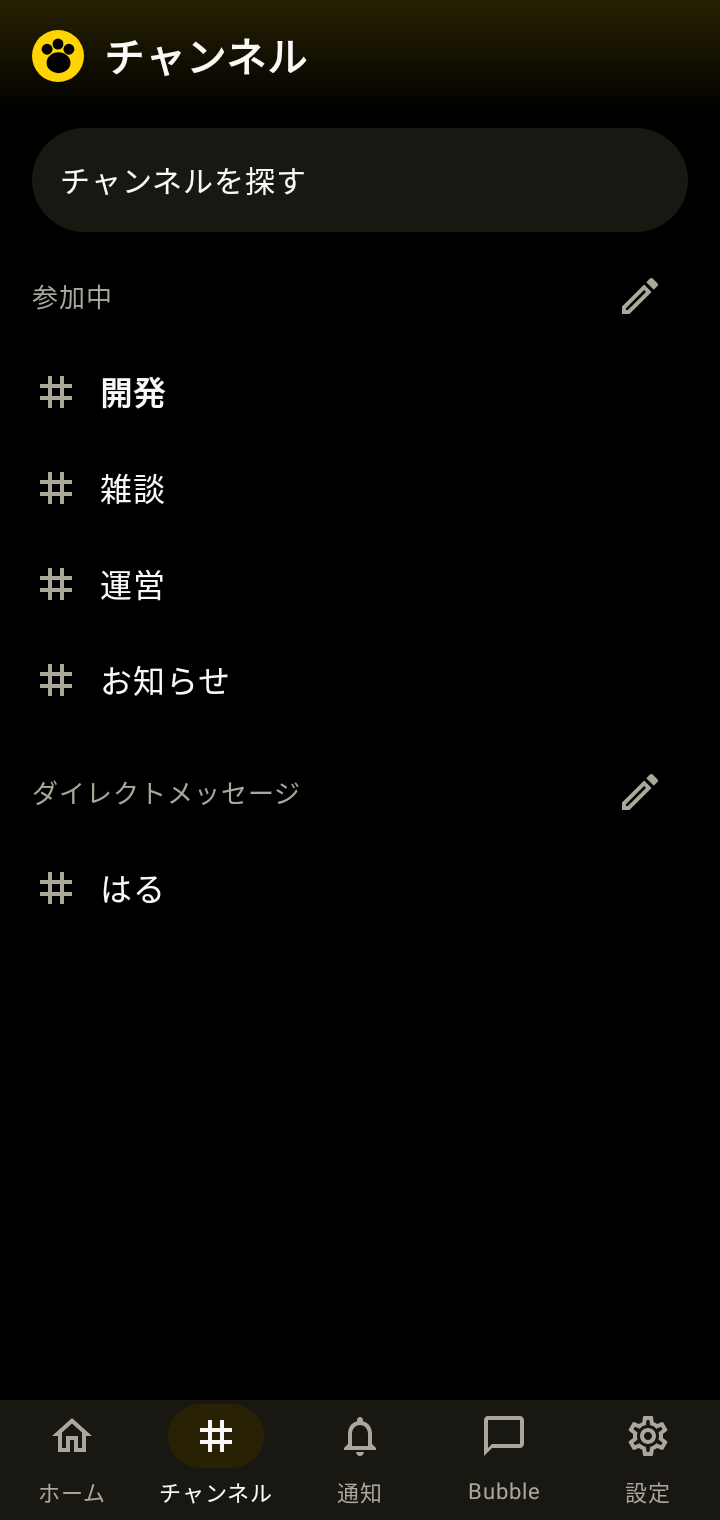 チャンネル
チャンネルを探す
参加中
開発
雑談
運営
お知らせ
ダイレクトメッセージ
はる
ホーム
チャンネル
通知
Bubble
設定